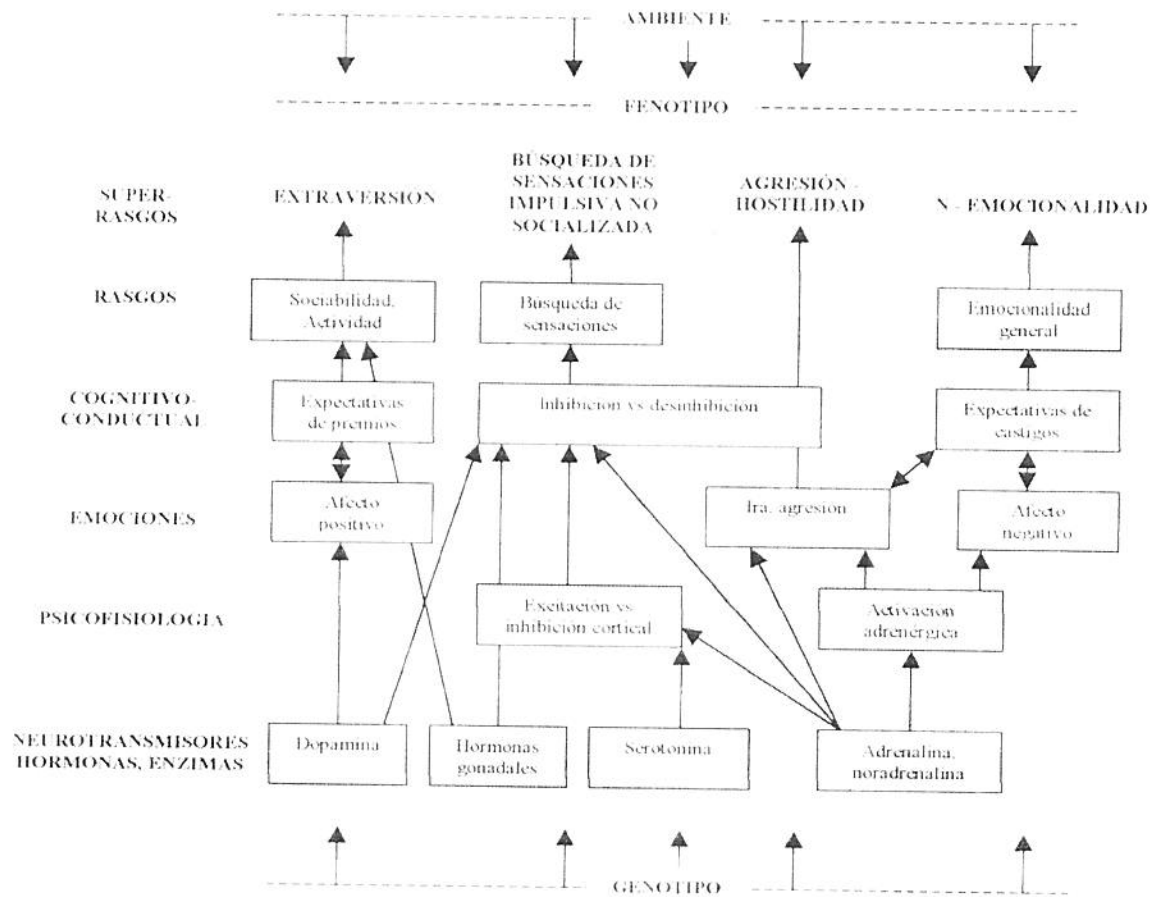 AMBIENTE
FENOTIPO
SUPER-
RASGOS
EXTRAVERSION
BÚSQUEDA DE
SENSACIONES
IMPULSIVA NO
SOCIALIZADA
AGRESIÓN -
HOSTILIDAD
N - EMOCIONALIDAD
RASGOS
Sociabilidad,
Actividad
Búsqueda de
sensaciones
Emocionalidad
general
COGNITIVO-
CONDUCTUAL
Expectativas
de premios
Inhibición vs desinhibición
Expectativas de
castigos
EMOCIONES
Afecto
positivo
Ira, agresión
Afecto
negativo
PSICOFISIOLOGIA
Excitación vs
inhibición cortical
Activación
adrenérgica
NEUROTRANSMISORES
HORMONAS, ENZIMAS
Dopamina
Hormonas
gonadales
Serotonina
Adrenalina,
noradrenalina
GENOTIPO